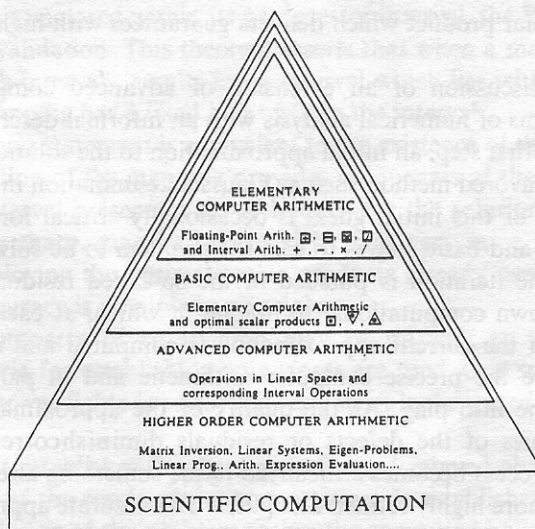 ELEMENTARY
COMPUTER ARITHMETIC
Floating-Point Arith. ⊞, ⊟, ⊠, ⧄
and Interval Arith. + , − , × , /
BASIC COMPUTER ARITHMETIC
Elementary Computer Arithmetic
and optimal scalar products ⊡,
ADVANCED COMPUTER ARITHMETIC
Operations in Linear Spaces and
corresponding Interval Operations
HIGHER ORDER COMPUTER ARITHMETIC
Matrix Inversion, Linear Systems, Eigen-Problems,
Linear Prog., Arith. Expression Evaluation....
SCIENTIFIC COMPUTATION